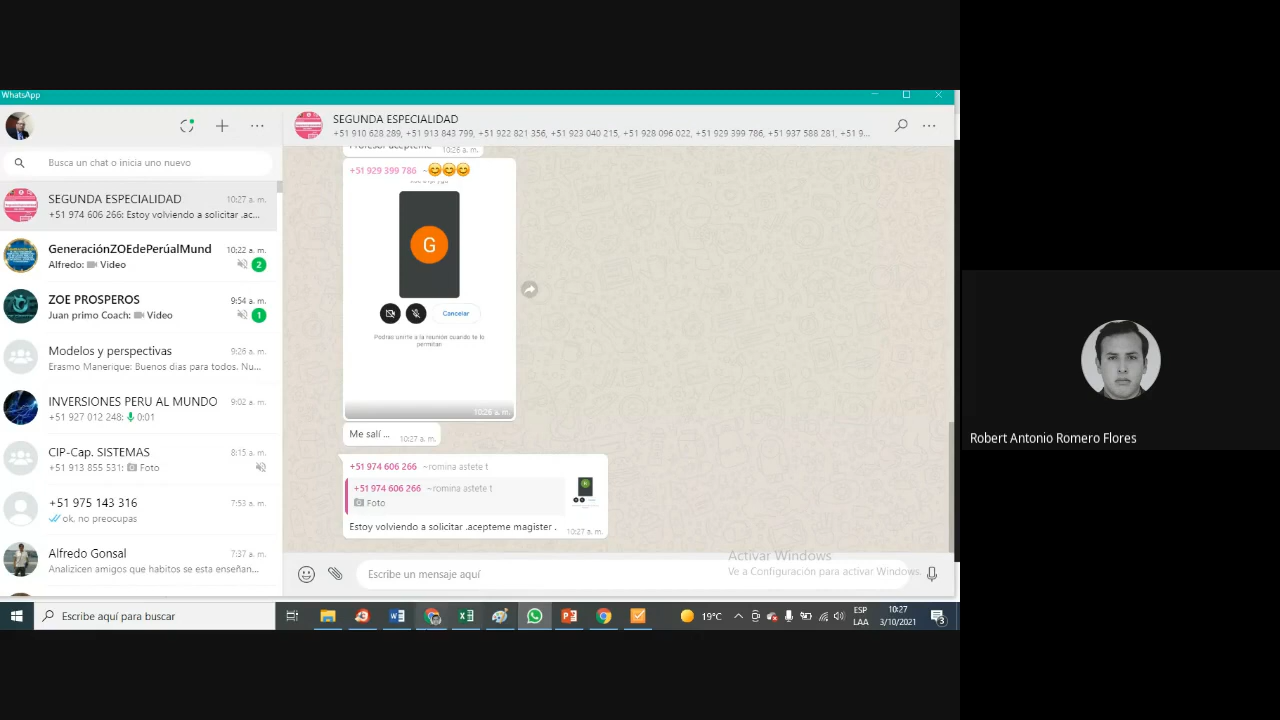 WhatsApp
Busca un chat o inicia uno nuevo
SEGUNDA ESPECIALIDAD
10:27 a. m.
+51 974 606 266: Estoy volviendo a solicitar .ac...
GeneraciónZOEdePerúalMund
10:22 a. m.
Alfredo: Video
2
ZOE PROSPEROS
9:54 a. m.
Juan primo Coach: Video
1
Modelos y perspectivas
9:26 a. m.
Erasmo Manerique: Buenos dias para todos. Nu...
INVERSIONES PERU AL MUNDO
9:02 a. m.
+51 927 012 248: 0:01
CIP-Cap. SISTEMAS
8:15 a. m.
+51 913 855 531: Foto
+51 975 143 316
7:53 a. m.
ok, no preocupas
Alfredo Gonsal
7:37 a. m.
Analizicen amigos que habitos se esta enseñan...
SEGUNDA ESPECIALIDAD
+51 910 628 289, +51 913 843 799, +51 922 821 356, +51 923 040 215, +51 928 096 022, +51 929 399 786, +51 937 588 281, +51 9...
10:26 a. m.
+51 929 399 786 ~😊😊😊
G
Cancelar
Podrás unirte a la reunión cuando te lo
permitan
10:26 a. m.
Me salí ...
10:27 a. m.
+51 974 606 266 ~romina astete t
+51 974 606 266 ~romina astete t
Foto
Estoy volviendo a solicitar .acepteme magister .
10:27 a. m.
Activar Windows
Ve a Configuración para activar Windows.
Escribe un mensaje aquí
Escribe aquí para buscar
19°C
ESP
LAA
10:27
3/10/2021
3
Robert Antonio Romero Flores